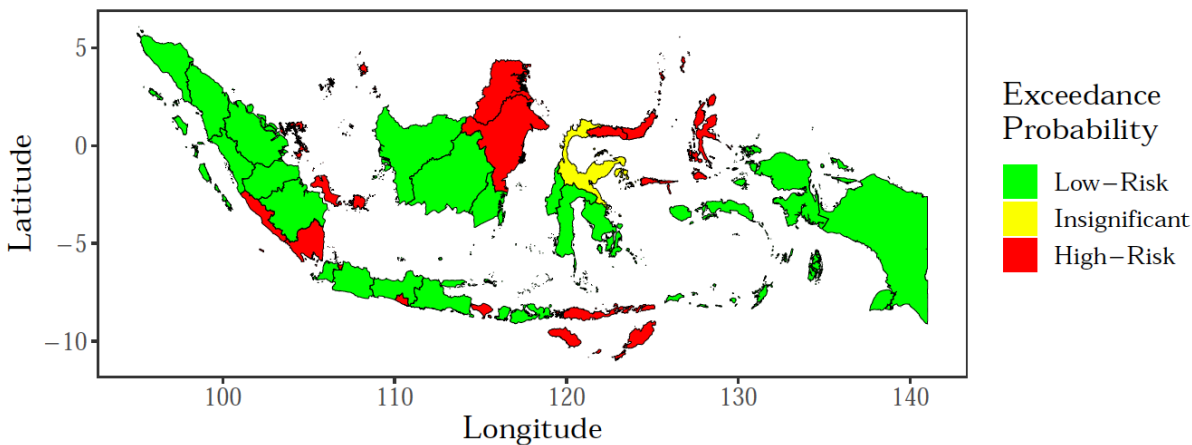 5
0
−5
−10
Latitude
100
110
120
130
140
Longitude
Exceedance
Probability
Low−Risk
Insignificant
High−Risk